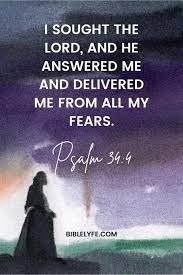 I SOUGHT THE
LORD, AND HE
ANSWERED ME
AND DELIVERED
ME FROM ALL MY
FEARS.
Psalm 34:4
BIBLELYFE.COM